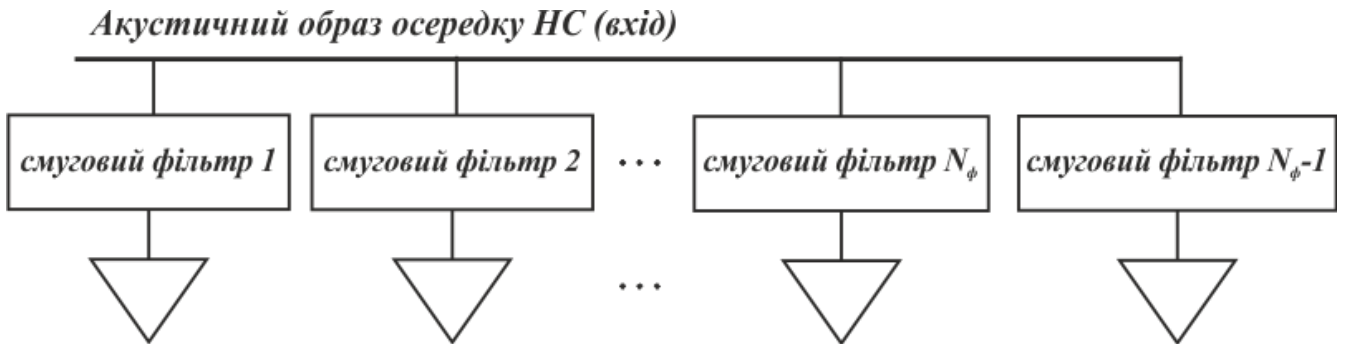 Акустичний образ осередку НС (вхід)
смуговий фільтр 1
смуговий фільтр 2
...
смуговий фільтр Nф
смуговий фільтр Nф-1
...